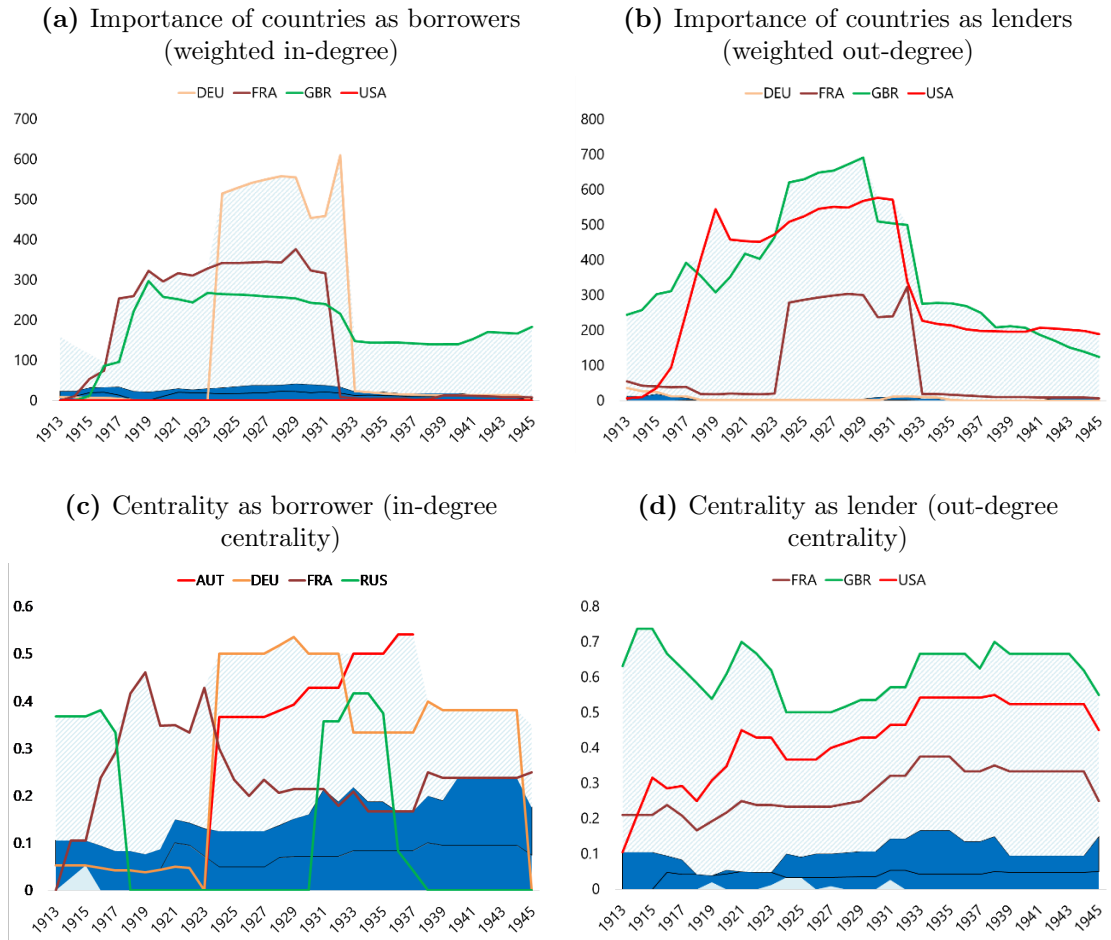 (a) Importance of countries as borrowers
(weighted in-degree)
DEU FRA GBR USA
700
600
500
400
300
200
100
0
1913 1915 1917 1919 1921 1923 1925 1927 1929 1931 1933 1935 1937 1939 1941 1943 1945
(b) Importance of countries as lenders
(weighted out-degree)
DEU FRA GBR USA
800
700
600
500
400
300
200
100
0
1913 1915 1917 1919 1921 1923 1925 1927 1929 1931 1933 1935 1937 1939 1941 1943 1945
(c) Centrality as borrower (in-degree
centrality)
AUT DEU FRA RUS
0.6
0.5
0.4
0.3
0.2
0.1
0
1913 1915 1917 1919 1921 1923 1925 1927 1929 1931 1933 1935 1937 1939 1941 1943 1945
(d) Centrality as lender (out-degree
centrality)
FRA GBR USA
0.8
0.7
0.6
0.5
0.4
0.3
0.2
0.1
0
1913 1915 1917 1919 1921 1923 1925 1927 1929 1931 1933 1935 1937 1939 1941 1943 1945